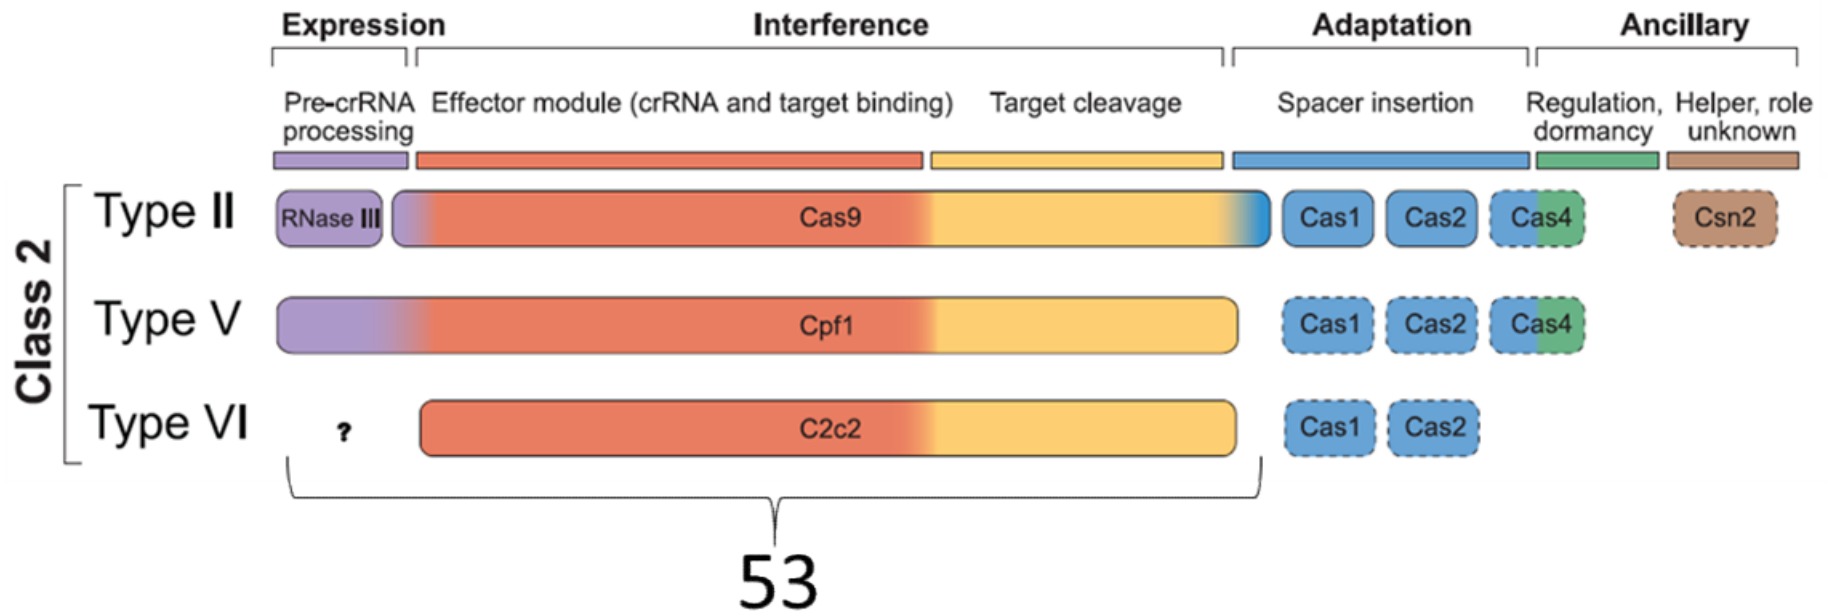 Expression Interference Adaptation Ancillary
Pre-crRNA processing Effector module (crRNA and target binding) Target cleavage Spacer insertion Regulation, dormancy Helper, role unknown
Class 2
Type II RNase III Cas9 Cas1 Cas2 Cas4 Csn2
Type V Cpf1 Cas1 Cas2 Cas4
Type VI ? C2c2 Cas1 Cas2
53